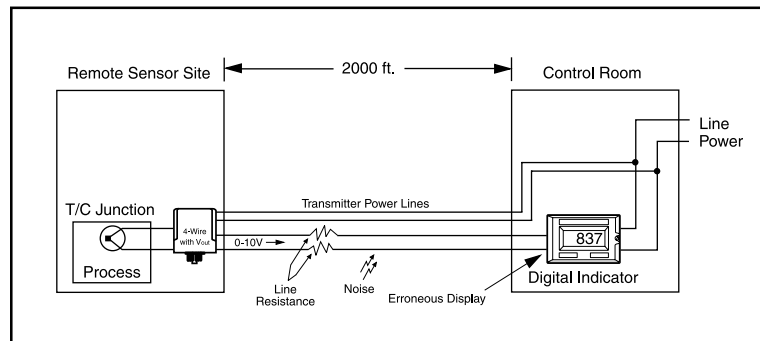 Remote Sensor Site
2000 ft.
Control Room
Line
Power
T/C Junction
Transmitter Power Lines
4-Wire
with Vout
0-10V
837
Process
Line
Resistance
Noise
Erroneous Display
Digital Indicator